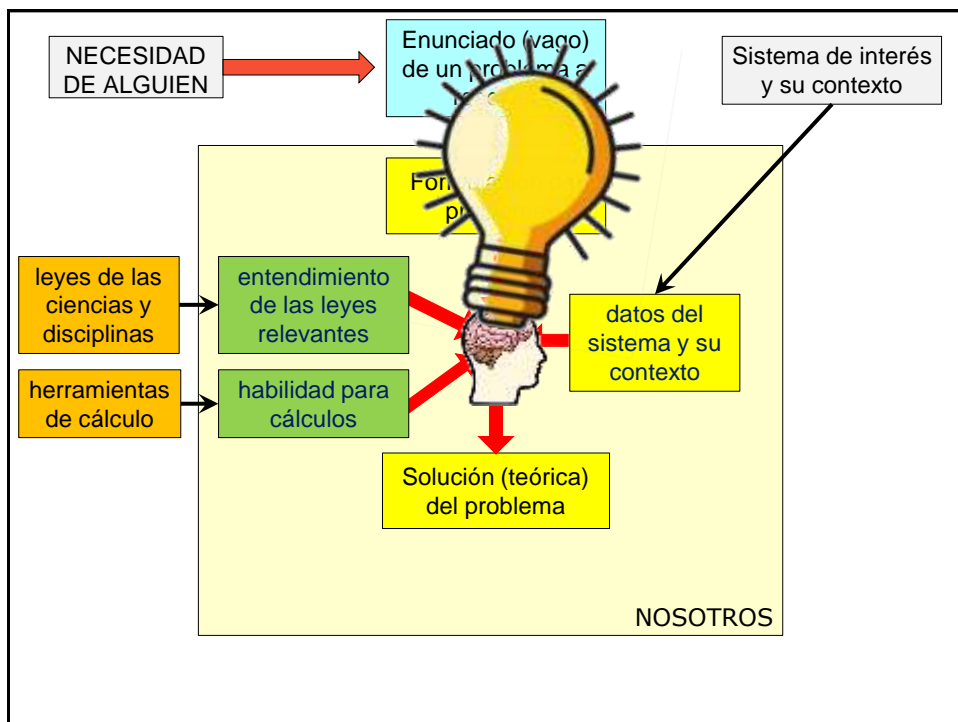 NECESIDAD
DE ALGUIEN
Enunciado (vago)
de un problema a
Sistema de interés
y su contexto
leyes de las
ciencias y
disciplinas
entendimiento
de las leyes
relevantes
datos del
sistema y su
contexto
herramientas
de cálculo
habilidad para
cálculos
Solución (teórica)
del problema
NOSOTROS